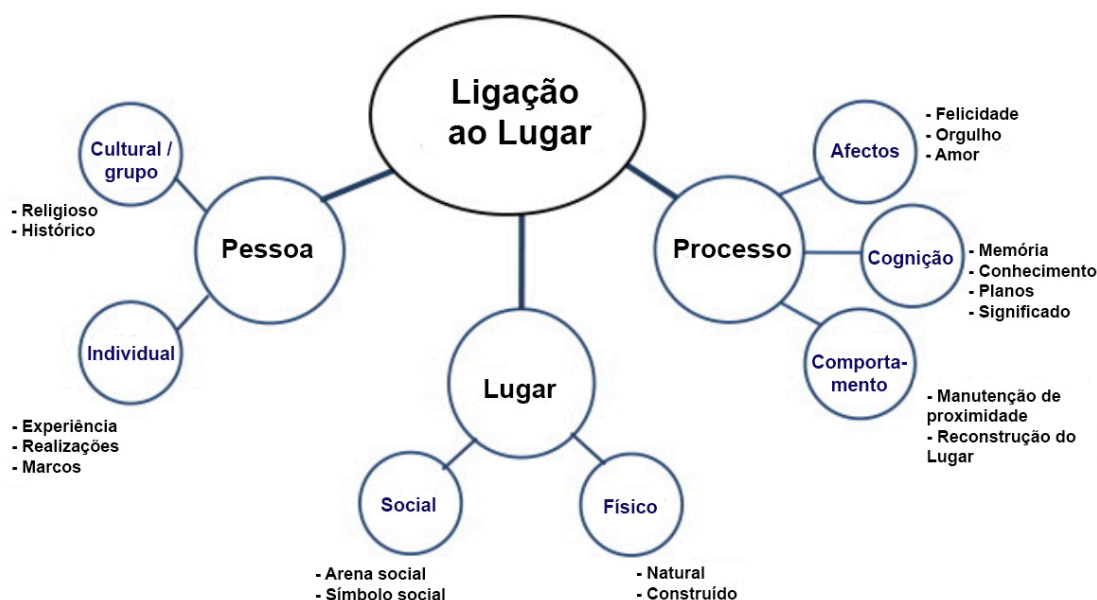 Ligação
ao Lugar
Cultural /
grupo
- Religioso
- Histórico
Pessoa
Individual
- Experiência
- Realizações
- Marcos
Lugar
Social
- Arena social
- Símbolo social
Físico
- Natural
- Construído
Processo
Afectos
- Felicidade
- Orgulho
- Amor
Cognição
- Memória
- Conhecimento
- Planos
- Significado
Comporta-
mento
- Manutenção de
proximidade
- Reconstrução do
Lugar